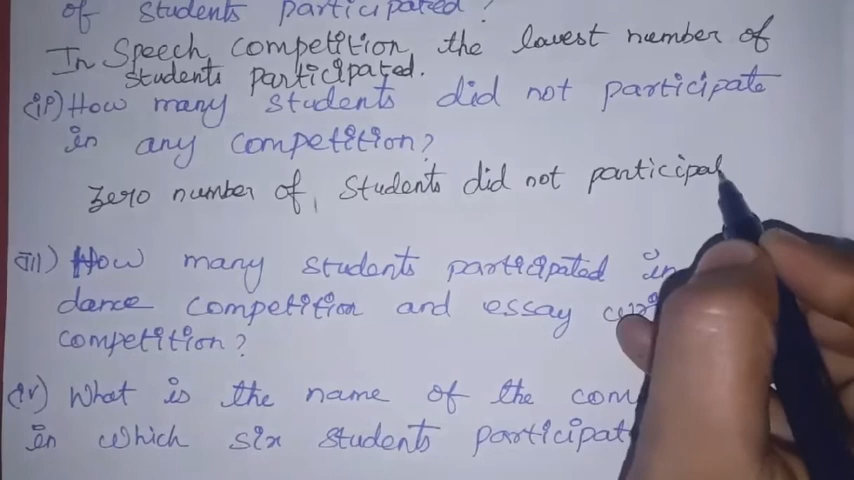 of students participated?
In Speech competition the lowest number of
students participated.
(ii) How many students did not participate
in any competition?
Zero number of, students did not participat
(iii) How many students participated in
dance competition and essay
competition?
(iv) What is the name of the com
in which six students participat